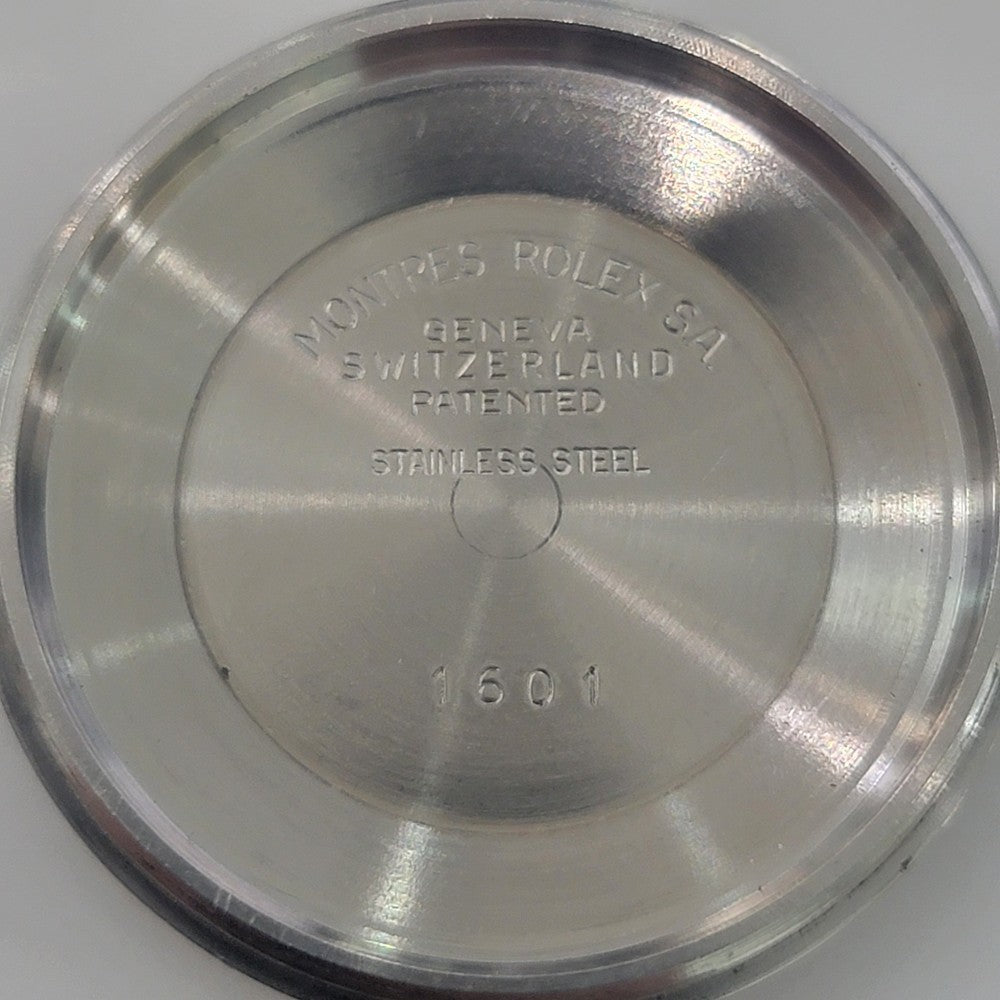 MONTRES ROLEX S.A
GENEVA
SWITZERLAND
PATENTED
STAINLESS STEEL
1601